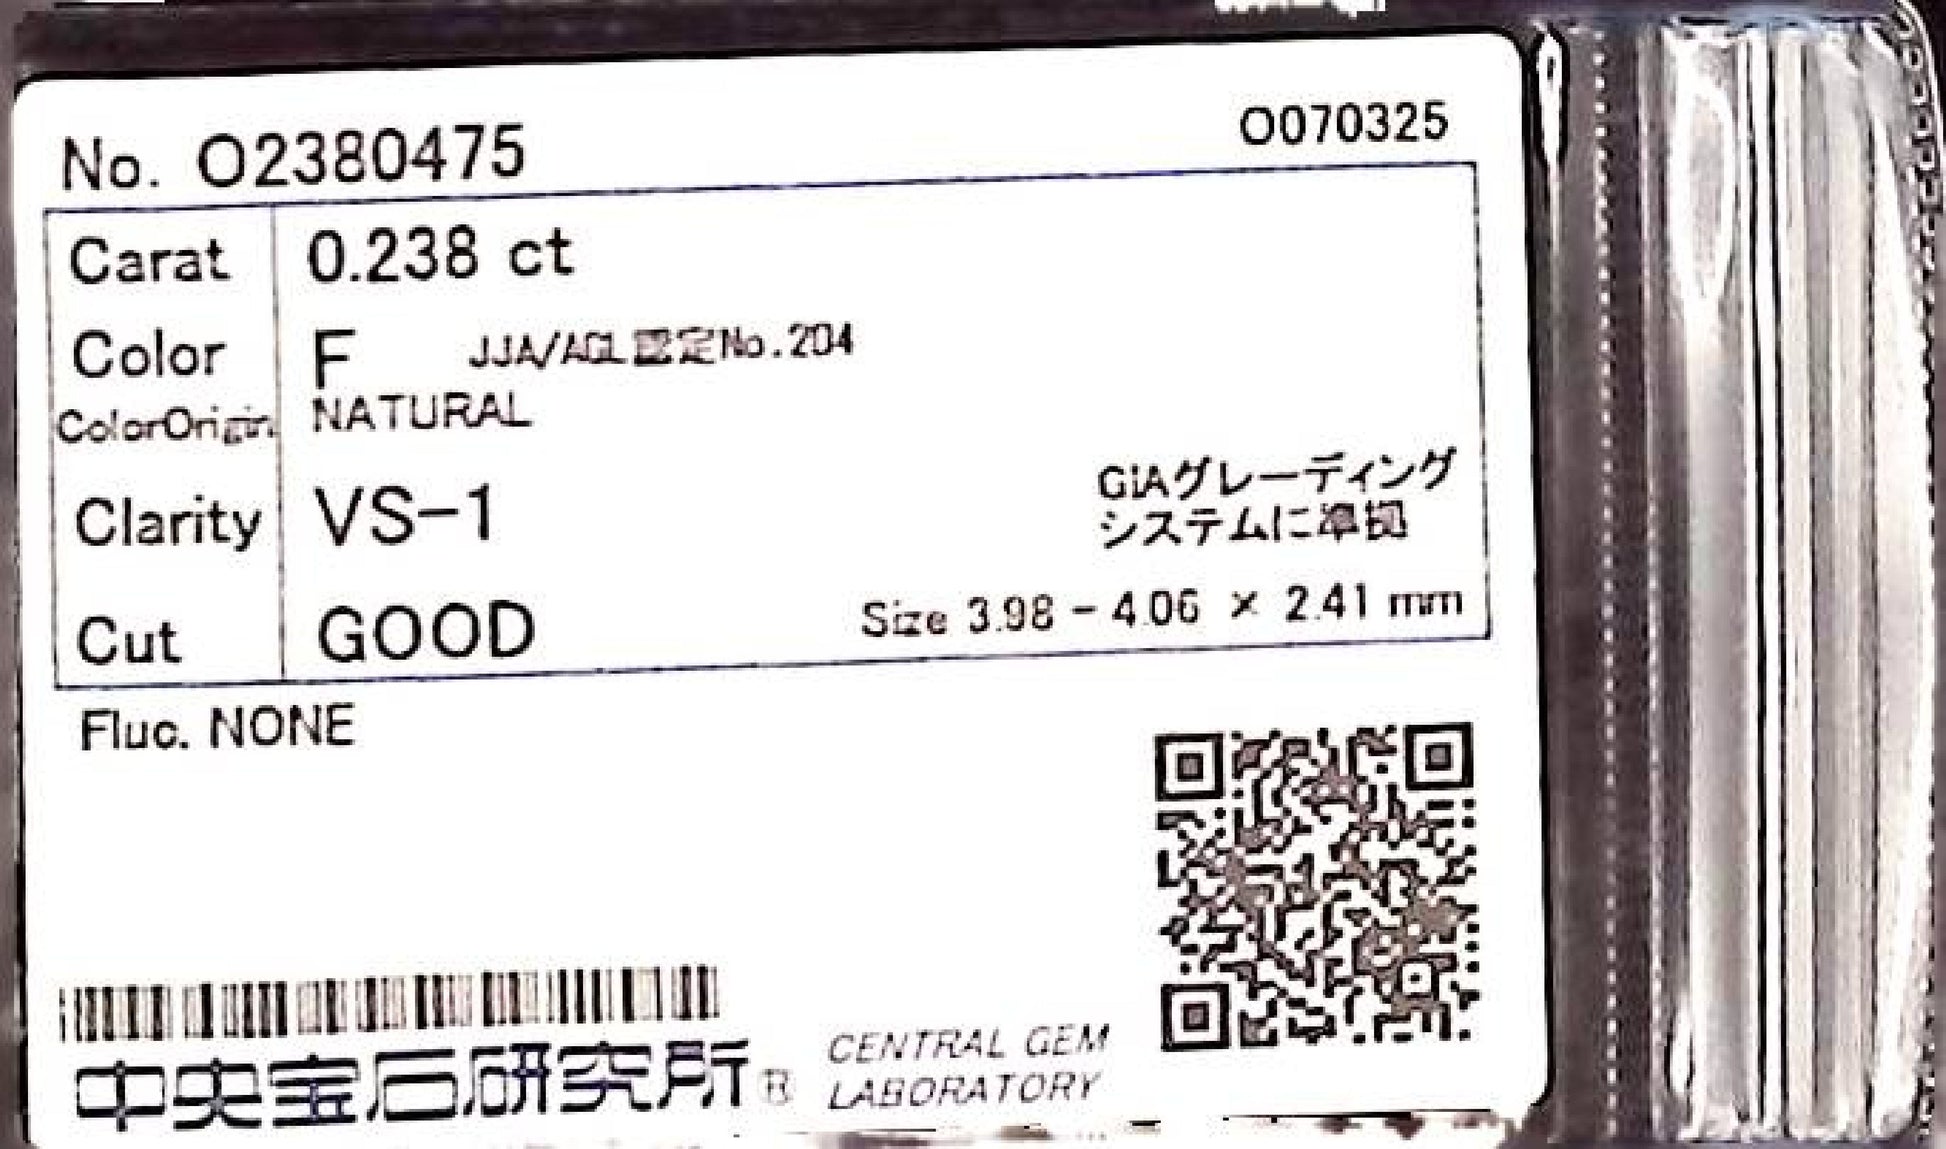 No. O2380475
O070325
Carat 0.238 ct
Color F JJA/AGL認定No.204
ColorOrigin NATURAL
Clarity VS-1
GIAグレーディング
システムに準拠
Cut GOOD
Size 3.98 - 4.06 × 2.41 mm
Fluc. NONE
中央宝石研究所®
CENTRAL GEM
LABORATORY